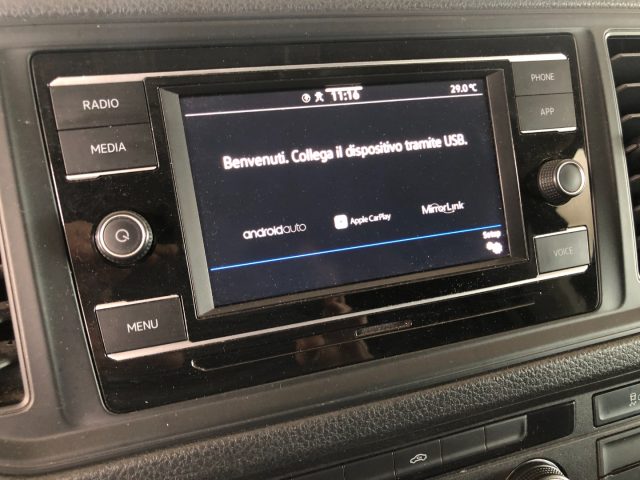 11:16
29.0 °C
RADIO
MEDIA
MENU
PHONE
APP
VOICE
Benvenuti. Collega il dispositivo tramite USB.
androidauto
Apple CarPlay
MirrorLink
Setup